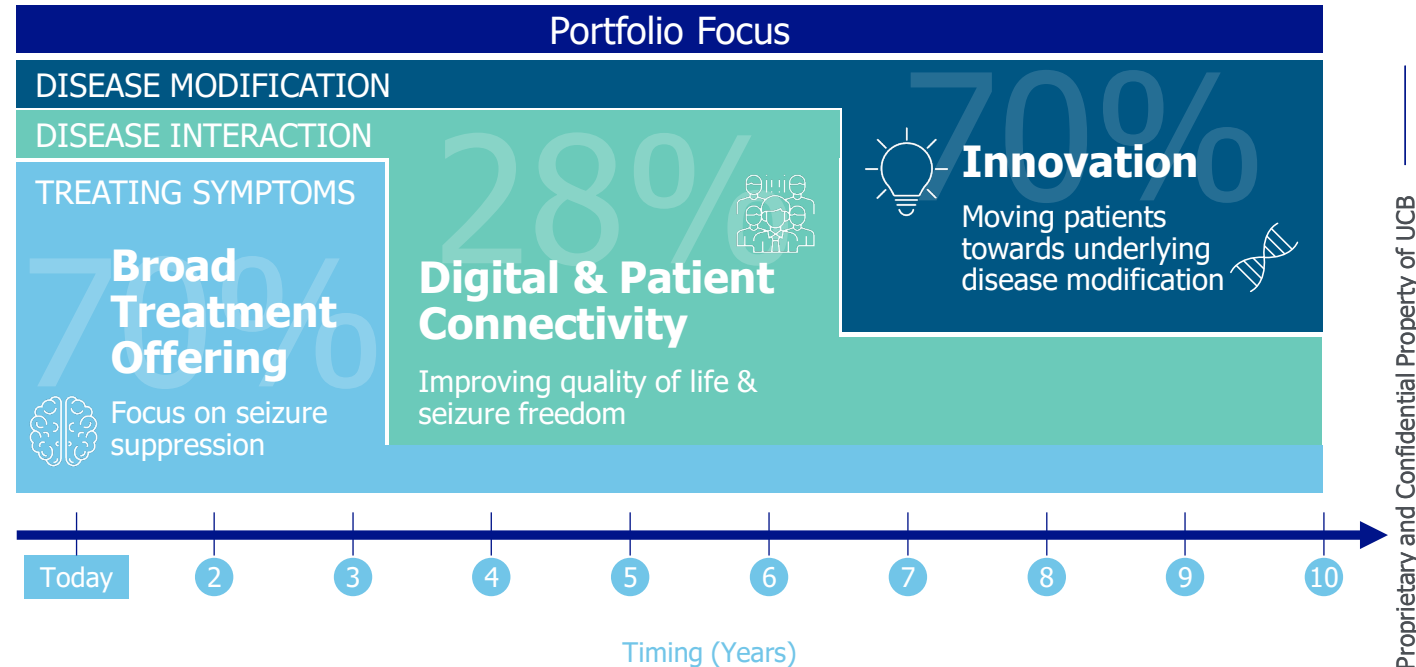 Portfolio Focus
DISEASE MODIFICATION
DISEASE INTERACTION
TREATING SYMPTOMS
70%
Broad
Treatment
Offering
Focus on seizure
suppression
28%
Digital & Patient
Connectivity
Improving quality of life &
seizure freedom
70%
Innovation
Moving patients
towards underlying
disease modification
Today 2 3 4 5 6 7 8 9 10
Timing (Years)
Proprietary and Confidential Property of UCB